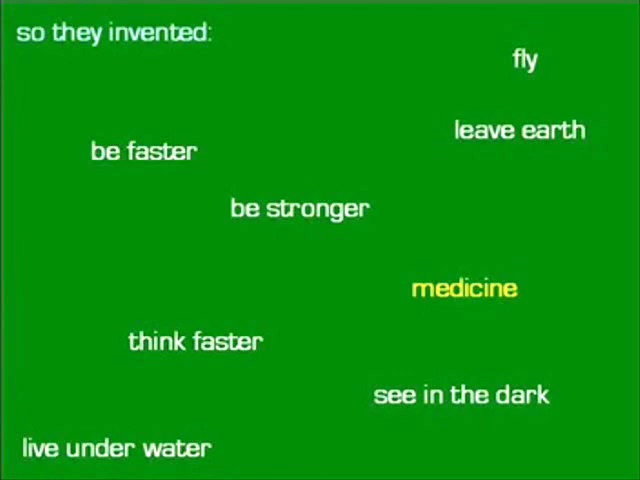 so they invented:
fly
leave earth
be faster
be stronger
medicine
think faster
see in the dark
live under water